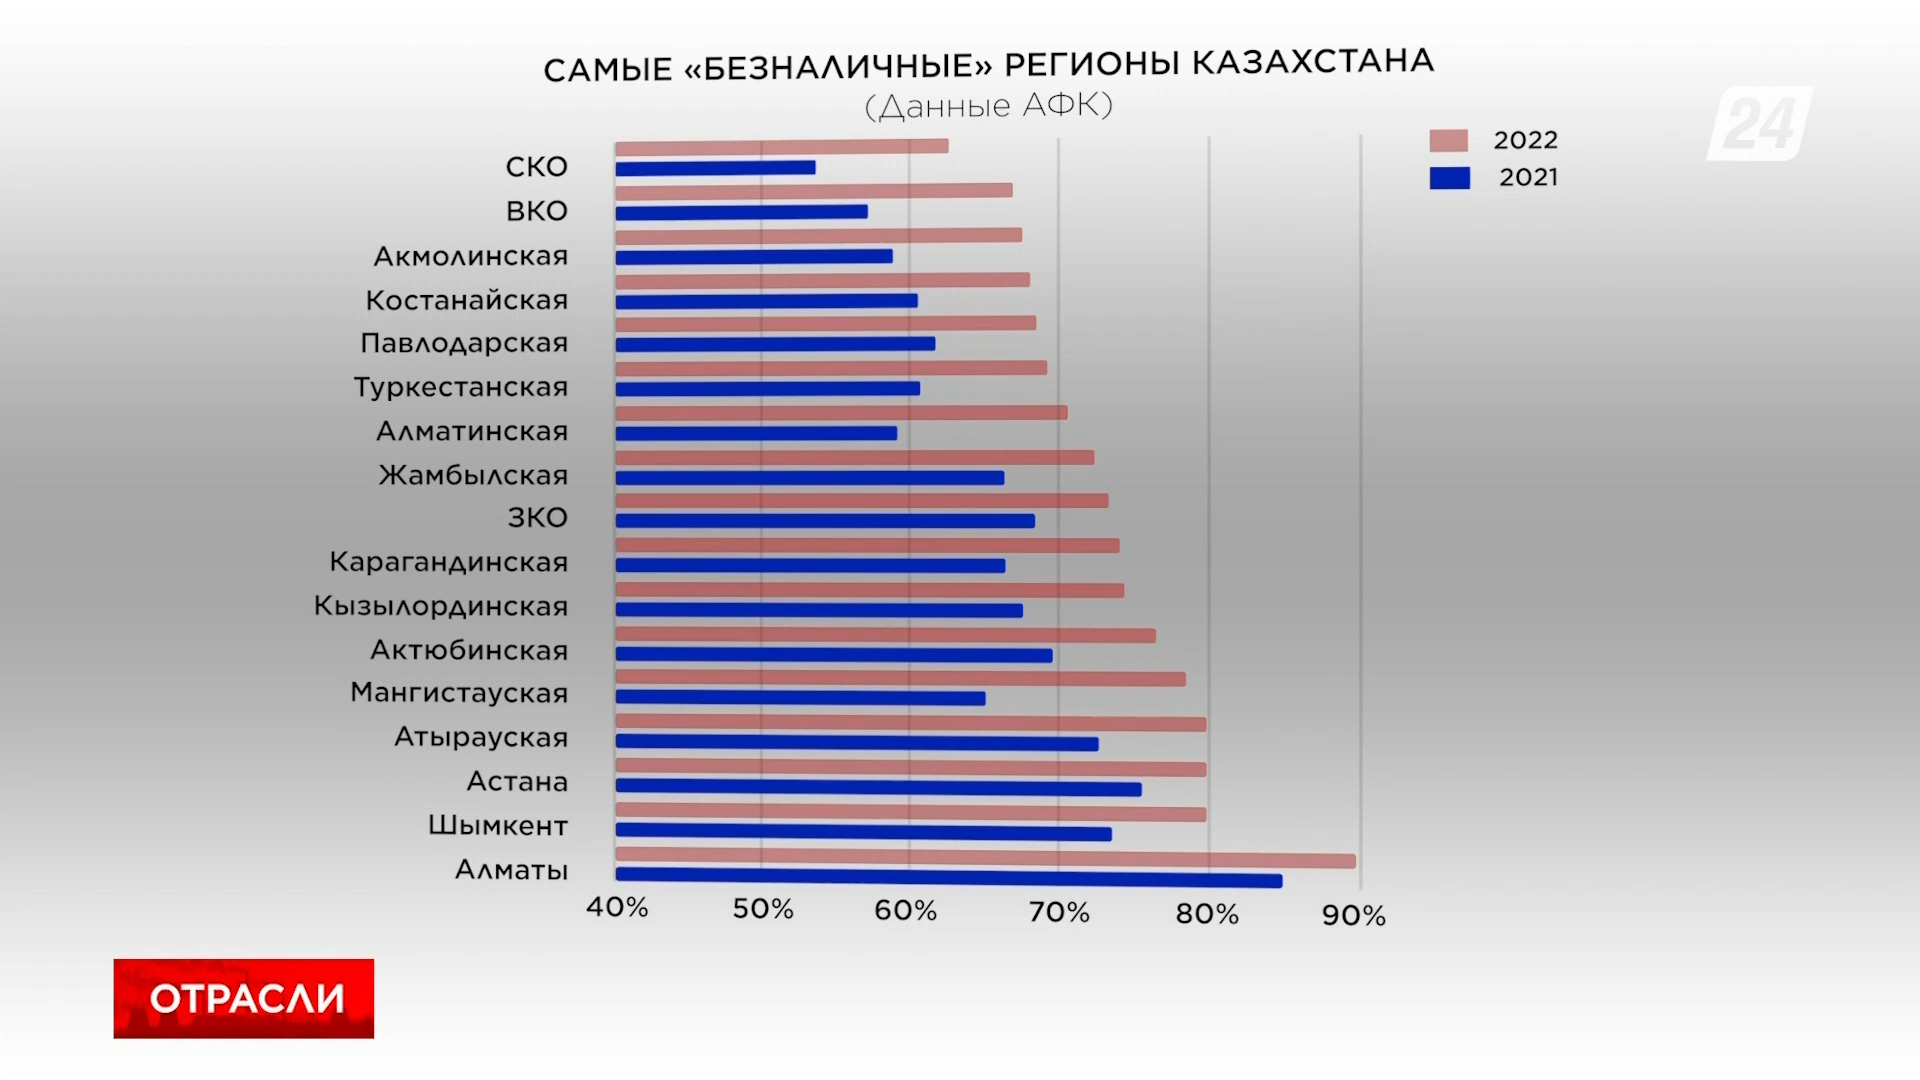 САМЫЕ «БЕЗНАЛИЧНЫЕ» РЕГИОНЫ КАЗАХСТАНА
(Данные АФК)
24
2022
2021
СКО
ВКО
Акмолинская
Костанайская
Павлодарская
Туркестанская
Алматинская
Жамбылская
ЗКО
Карагандинская
Кызылординская
Актюбинская
Мангистауская
Атырауская
Астана
Шымкент
Алматы
40% 50% 60% 70% 80% 90%
ОТРАСЛИ